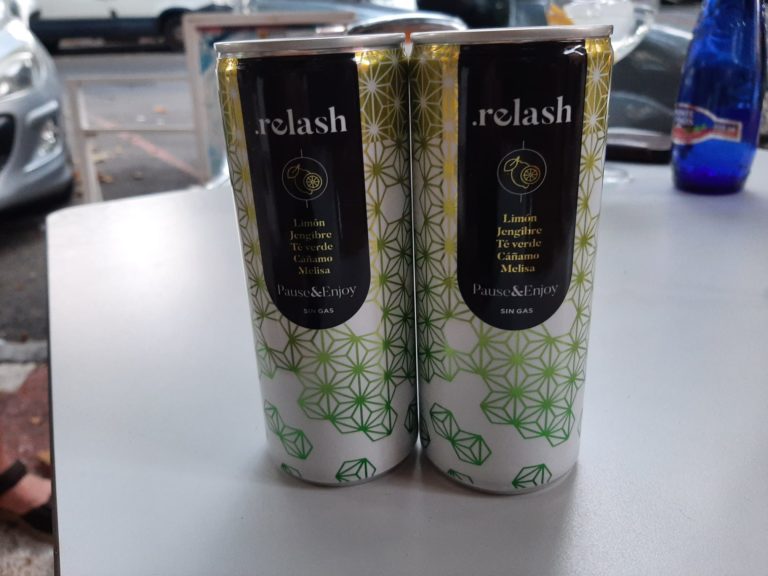 .relash
Limón
Jengibre
Té verde
Cañamo
Melisa
Pause&Enjoy
SIN GAS
.relash
Limón
Jengibre
Té verde
Cáñamo
Melisa
Pause&Enjoy
SIN GAS